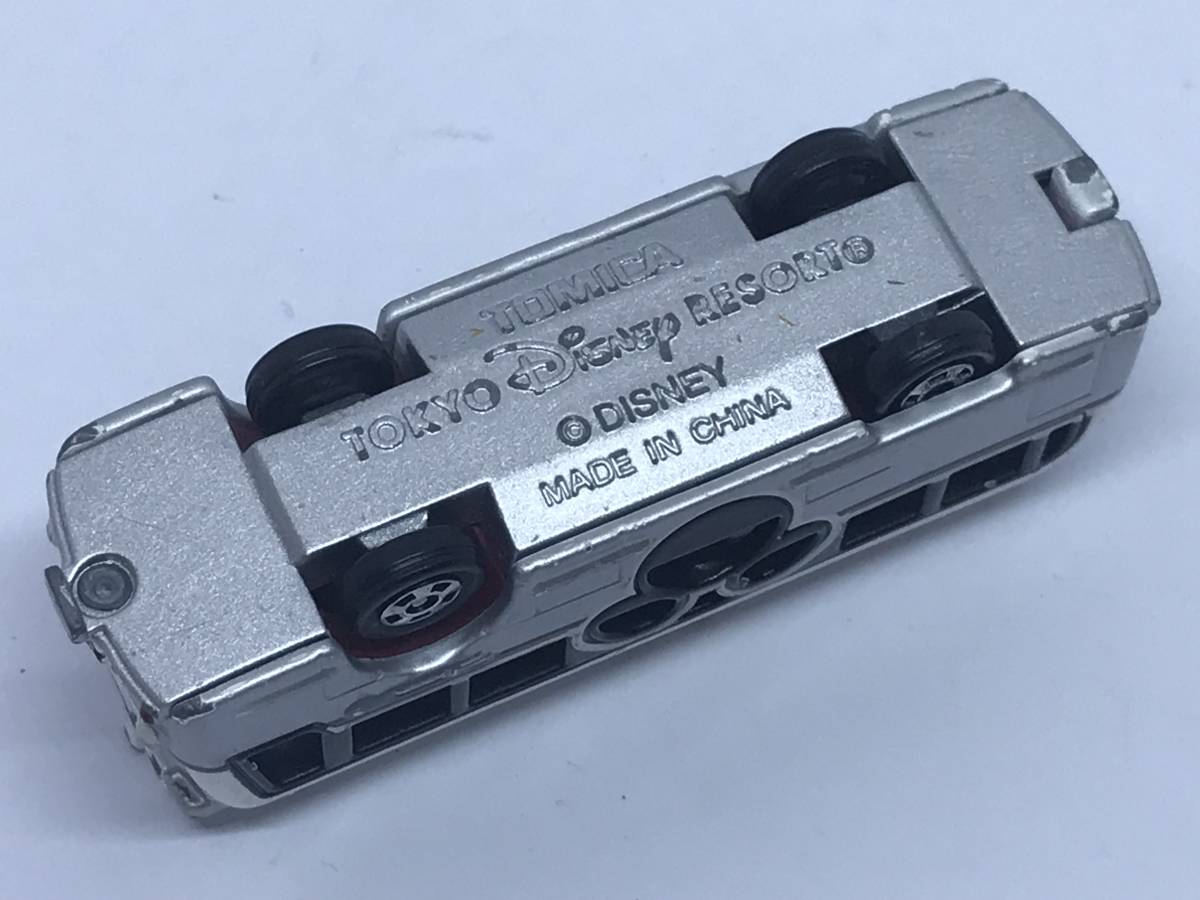 TOMICA
TOKYO Disney RESORT®
© DISNEY
MADE IN CHINA